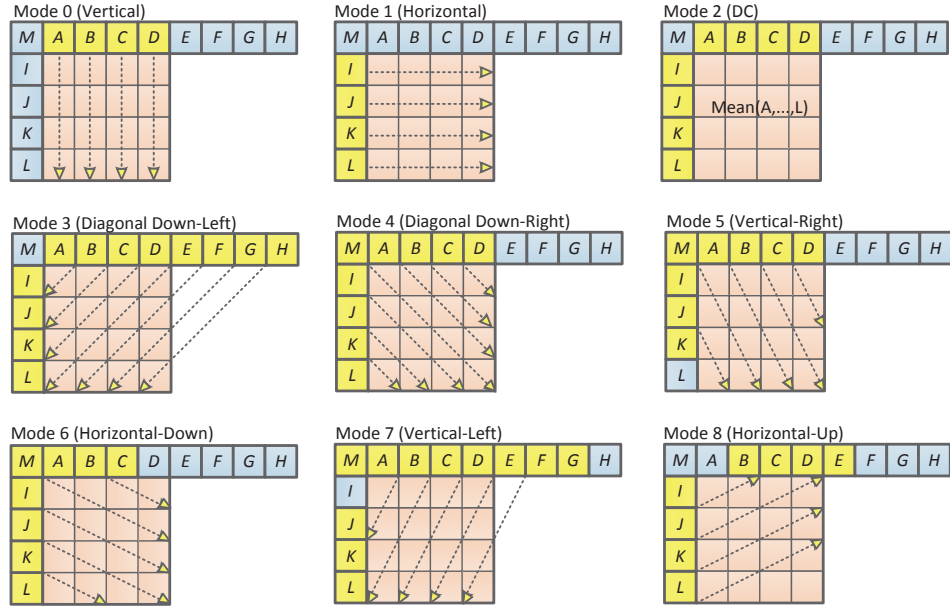 Mode 0 (Vertical)
M A B C D E F G H
I
J
K
L
Mode 1 (Horizontal)
M A B C D E F G H
I
J
K
L
Mode 2 (DC)
M A B C D E F G H
I
J
K
L
Mean(A,...,L)
Mode 3 (Diagonal Down-Left)
M A B C D E F G H
I
J
K
L
Mode 4 (Diagonal Down-Right)
M A B C D E F G H
I
J
K
L
Mode 5 (Vertical-Right)
M A B C D E F G H
I
J
K
L
Mode 6 (Horizontal-Down)
M A B C D E F G H
I
J
K
L
Mode 7 (Vertical-Left)
M A B C D E F G H
I
J
K
L
Mode 8 (Horizontal-Up)
M A B C D E F G H
I
J
K
L